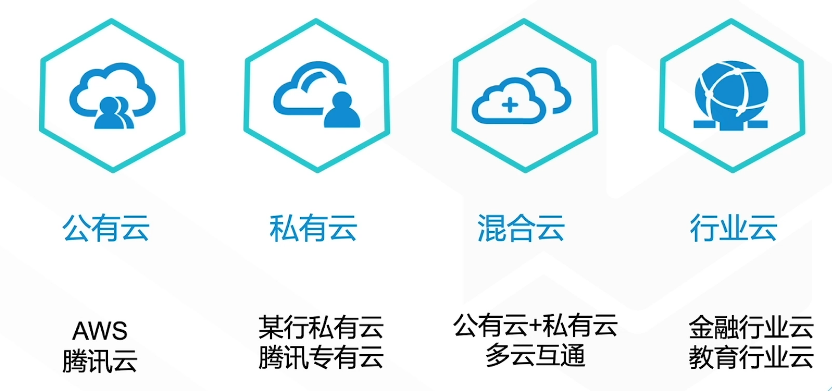 公有云
私有云
混合云
行业云
AWS
腾讯云
某行私有云
腾讯专有云
公有云+私有云
多云互通
金融行业云
教育行业云